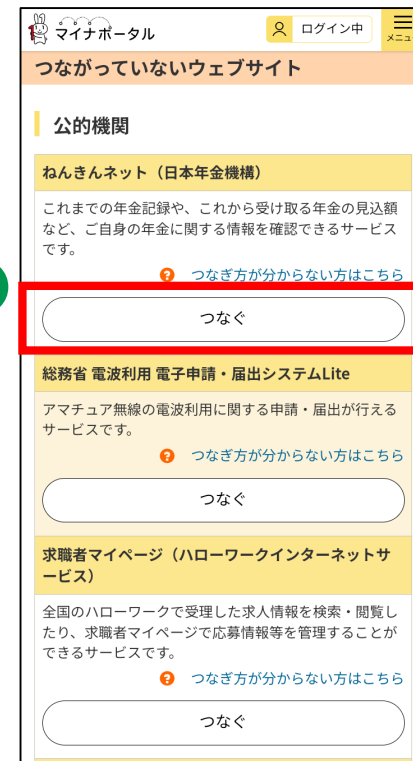 マイナポータル
ログイン中
メニュ
つながっていないウェブサイト
公的機関
ねんきんネット（日本年金機構）
これまでの年金記録や、これから受け取る年金の見込額
など、ご自身の年金に関する情報を確認できるサービス
です。
つなぎ方が分からない方はこちら
つなぐ
総務省 電波利用 電子申請・届出システムLite
アマチュア無線の電波利用に関する申請・届出が行える
サービスです。
つなぎ方が分からない方はこちら
つなぐ
求職者マイページ（ハローワークインターネットサ
ービス）
全国のハローワークで受理した求人情報を検索・閲覧し
たり、求職者マイページで応募情報等を管理することが
できるサービスです。
つなぎ方が分からない方はこちら
つなぐ